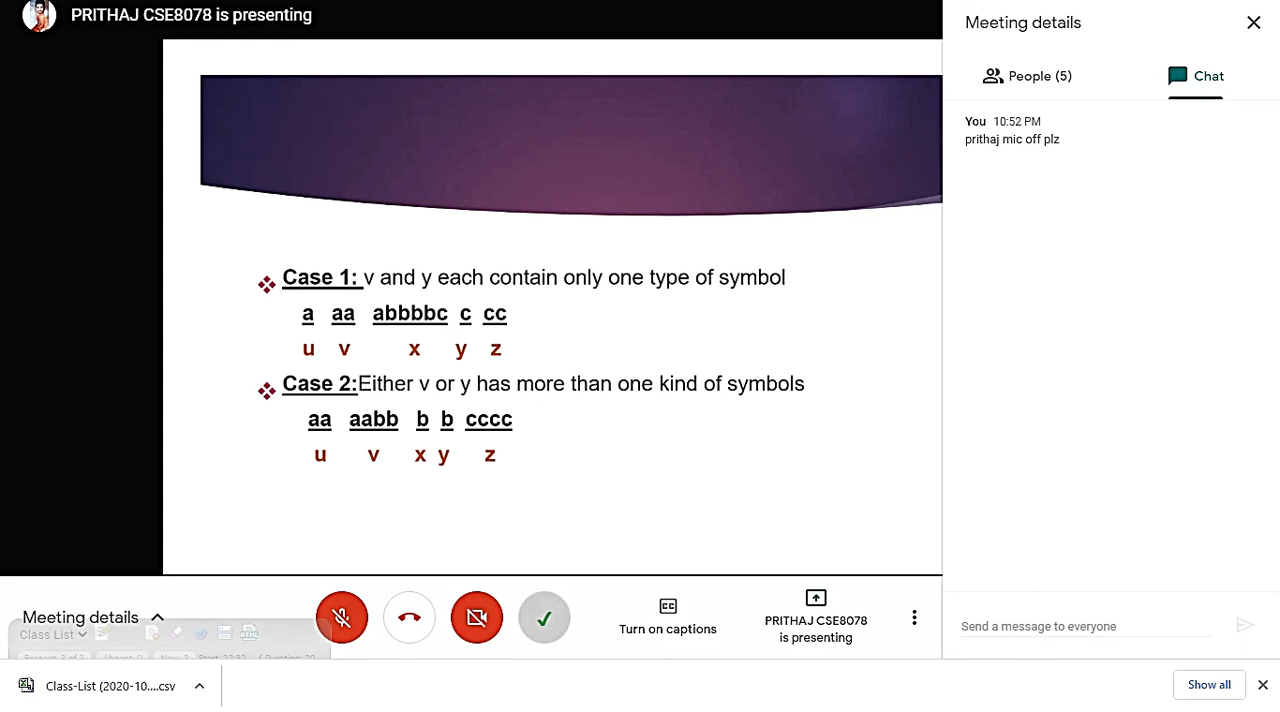 PRITHAJ CSE8078 is presenting
Case 1: v and y each contain only one type of symbol
a aa abbbbc c cc
u v x y z
Case 2:Either v or y has more than one kind of symbols
aa aabb b b cccc
u v x y z
Meeting details
People (5) Chat
You 10:52 PM
prithaj mic off plz
Send a message to everyone
Meeting details
Class List
HTML
Turn on captions
PRITHAJ CSE8078
is presenting
Class-List (2020-10....csv
Show all